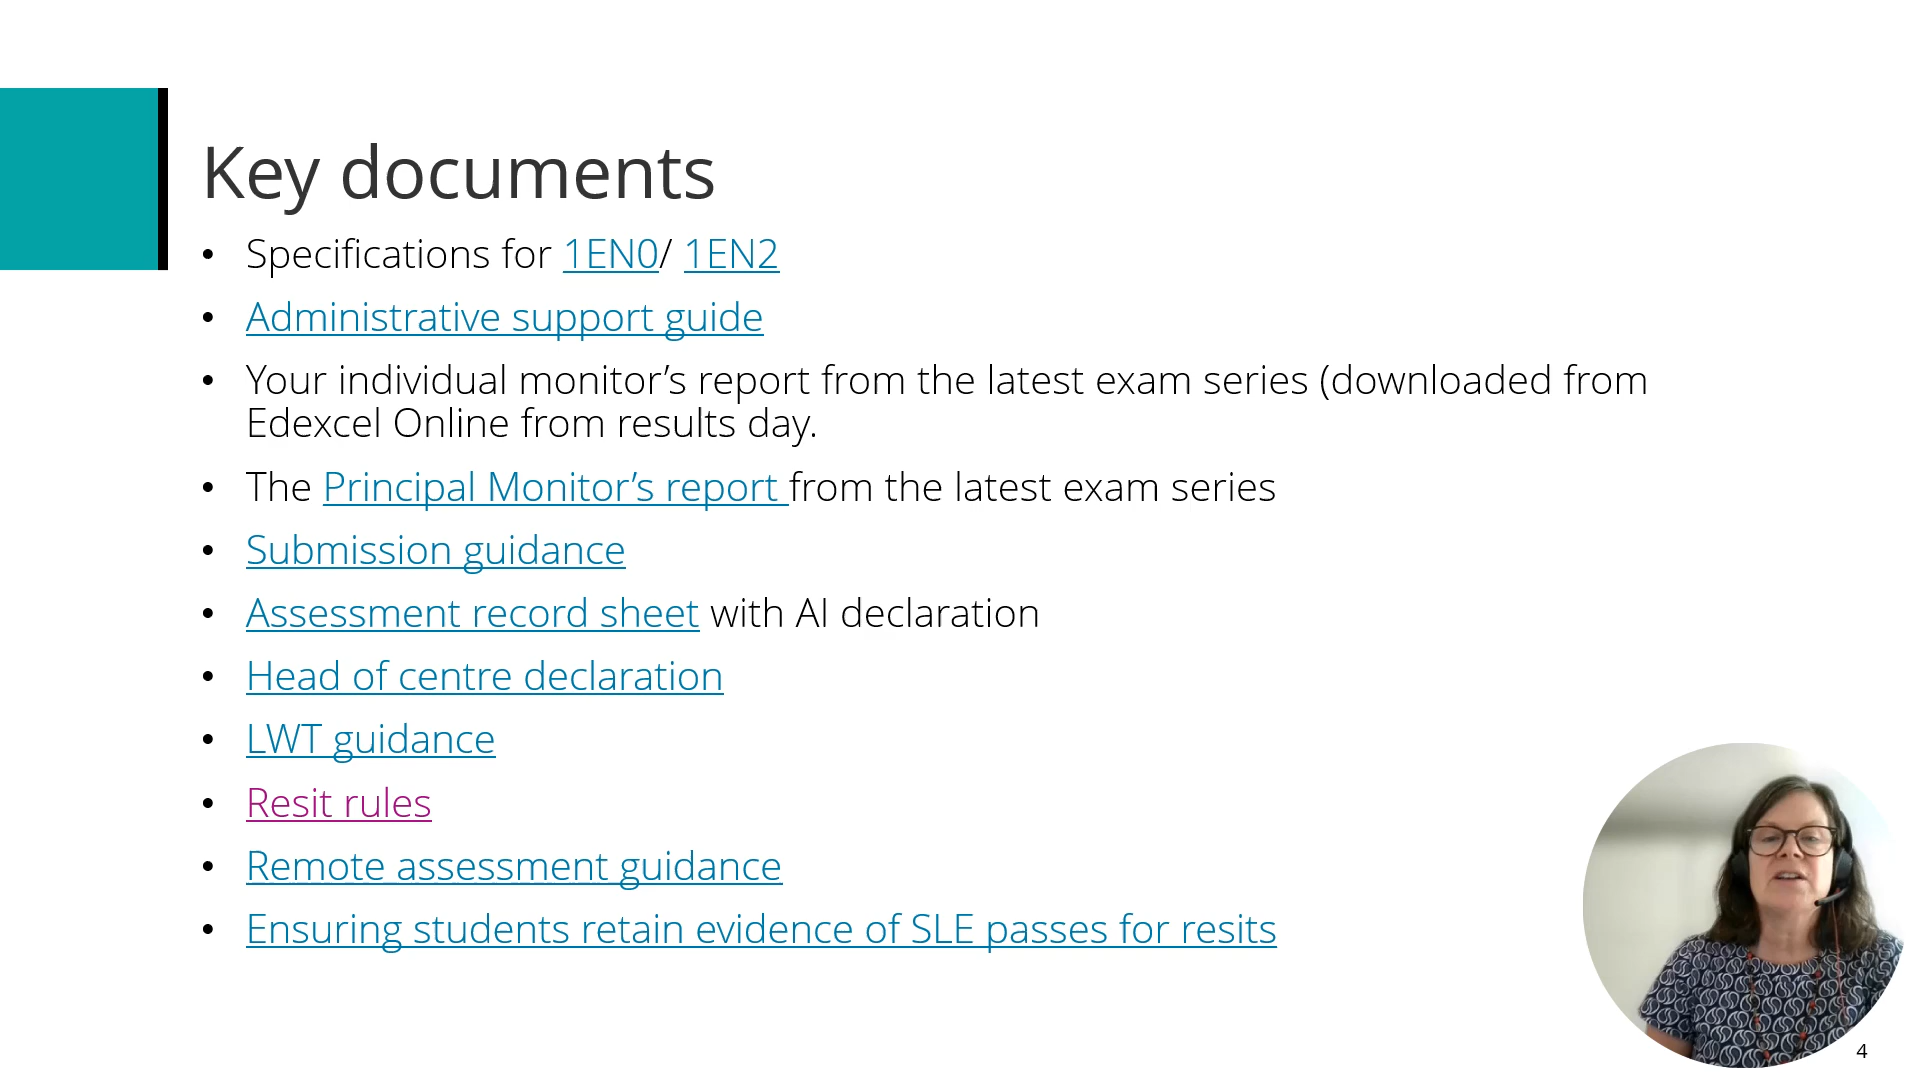 Key documents
• Specifications for 1EN0/ 1EN2
• Administrative support guide
• Your individual monitor’s report from the latest exam series (downloaded from
Edexcel Online from results day.
• The Principal Monitor’s report from the latest exam series
• Submission guidance
• Assessment record sheet with AI declaration
• Head of centre declaration
• LWT guidance
• Resit rules
• Remote assessment guidance
• Ensuring students retain evidence of SLE passes for resits
4